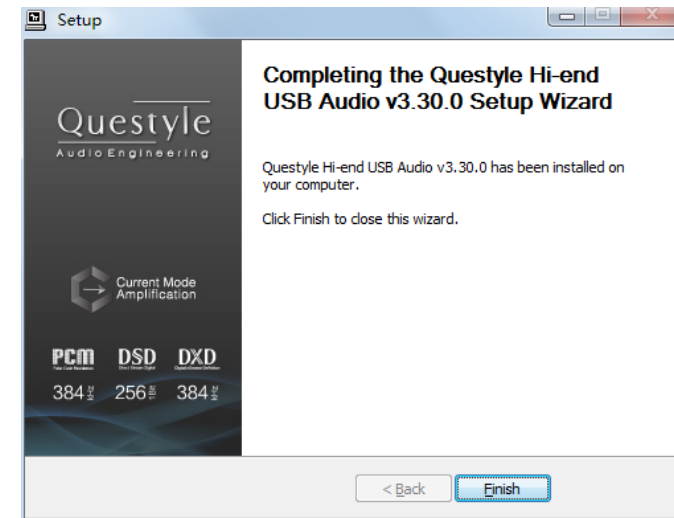 Setup
Completing the Questyle Hi-end
USB Audio v3.30.0 Setup Wizard
Questyle
Audio Engineering
Questyle Hi-end USB Audio v3.30.0 has been installed on
your computer.
Click Finish to close this wizard.
Current Mode
Amplification
PCM DSD DXD
384 256 384
< Back Finish